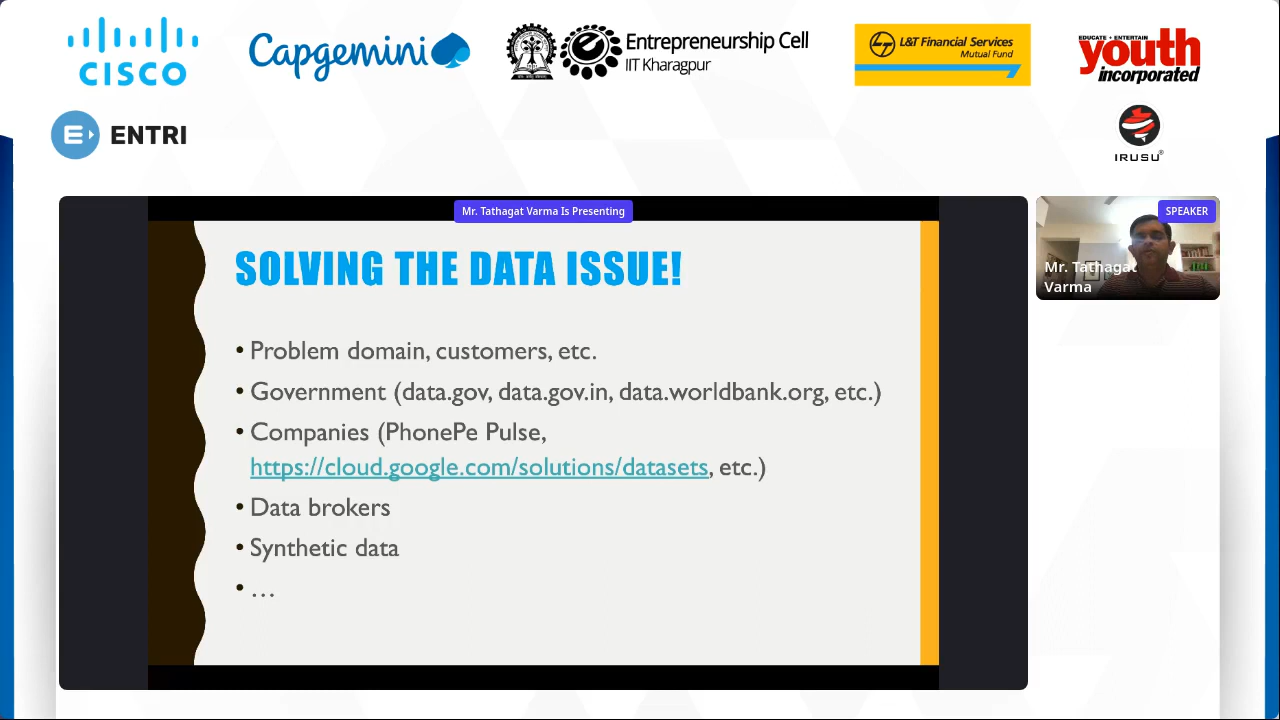 CISCO
Capgemini
Entrepreneurship Cell
IIT Kharagpur
L&T Financial Services
Mutual Fund
EDUCATE + ENTERTAIN
youth
incorporated
E ENTRI
IRUSU®
Mr. Tathagat Varma Is Presenting
SPEAKER
Mr. Tathagat
Varma
SOLVING THE DATA ISSUE!
• Problem domain, customers, etc.
• Government (data.gov, data.gov.in, data.worldbank.org, etc.)
• Companies (PhonePe Pulse,
https://cloud.google.com/solutions/datasets, etc.)
• Data brokers
• Synthetic data
• …